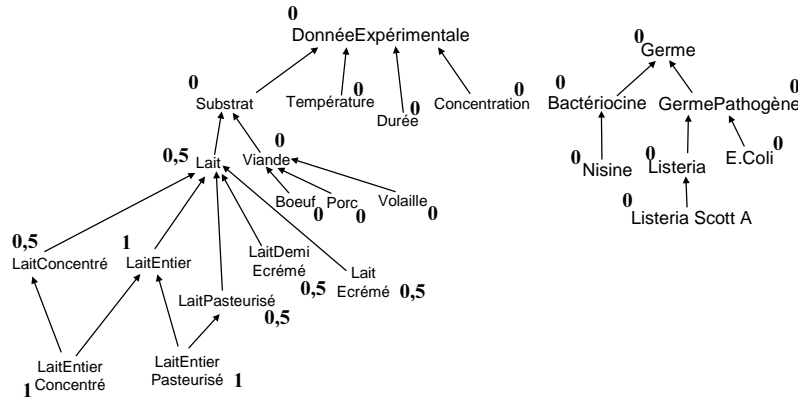 0
DonnéeExpérimentale
0
Germe
0
Substrat
Température 0
0
Durée
Concentration 0
0
Bactériocine
0
GermePathogène
0,5 Lait
0
Viande
0 Nisine
0
Listeria
E.Coli 0
Boeuf 0
Porc 0
Volaille 0
0
Listeria Scott A
0,5
LaitConcentré
1
LaitEntier
LaitDemi
Ecrémé 0,5
Lait
Ecrémé 0,5
LaitPasteurisé
0,5
LaitEntier
1 Concentré
LaitEntier
Pasteurisé 1